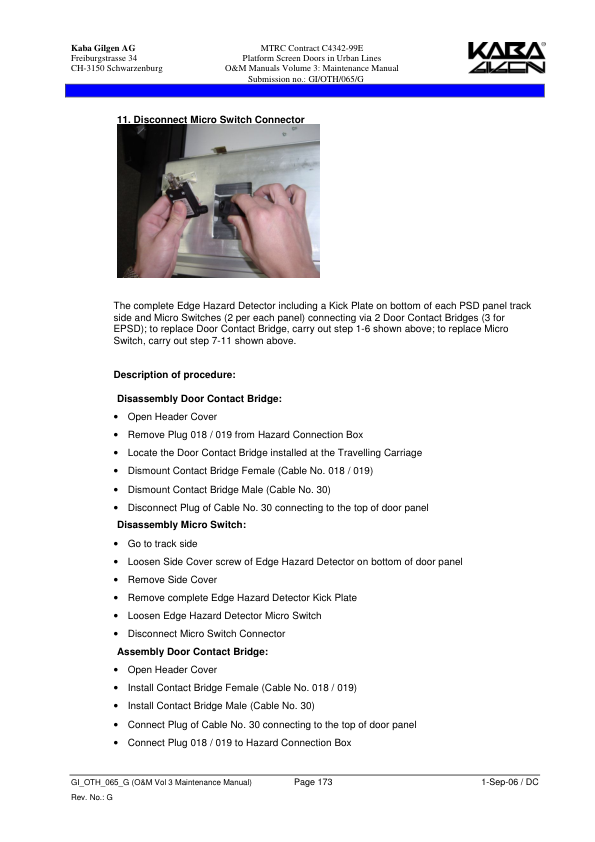 Kaba Gilgen AG
Freiburgstrasse 34
CH-3150 Schwarzenburg
MTRC Contract C4342-99E
Platform Screen Doors in Urban Lines
O&M Manuals Volume 3: Maintenance Manual
Submission no.: GI/OTH/065/G
KABA®
GILGEN
11. Disconnect Micro Switch Connector
The complete Edge Hazard Detector including a Kick Plate on bottom of each PSD panel track
side and Micro Switches (2 per each panel) connecting via 2 Door Contact Bridges (3 for
EPSD); to replace Door Contact Bridge, carry out step 1-6 shown above; to replace Micro
Switch, carry out step 7-11 shown above.
Description of procedure:
Disassembly Door Contact Bridge:
• Open Header Cover
• Remove Plug 018 / 019 from Hazard Connection Box
• Locate the Door Contact Bridge installed at the Travelling Carriage
• Dismount Contact Bridge Female (Cable No. 018 / 019)
• Dismount Contact Bridge Male (Cable No. 30)
• Disconnect Plug of Cable No. 30 connecting to the top of door panel
Disassembly Micro Switch:
• Go to track side
• Loosen Side Cover screw of Edge Hazard Detector on bottom of door panel
• Remove Side Cover
• Remove complete Edge Hazard Detector Kick Plate
• Loosen Edge Hazard Detector Micro Switch
• Disconnect Micro Switch Connector
Assembly Door Contact Bridge:
• Open Header Cover
• Install Contact Bridge Female (Cable No. 018 / 019)
• Install Contact Bridge Male (Cable No. 30)
• Connect Plug of Cable No. 30 connecting to the top of door panel
• Connect Plug 018 / 019 to Hazard Connection Box
GI_OTH_065_G (O&M Vol 3 Maintenance Manual)
Page 173
1-Sep-06 / DC
Rev. No.: G